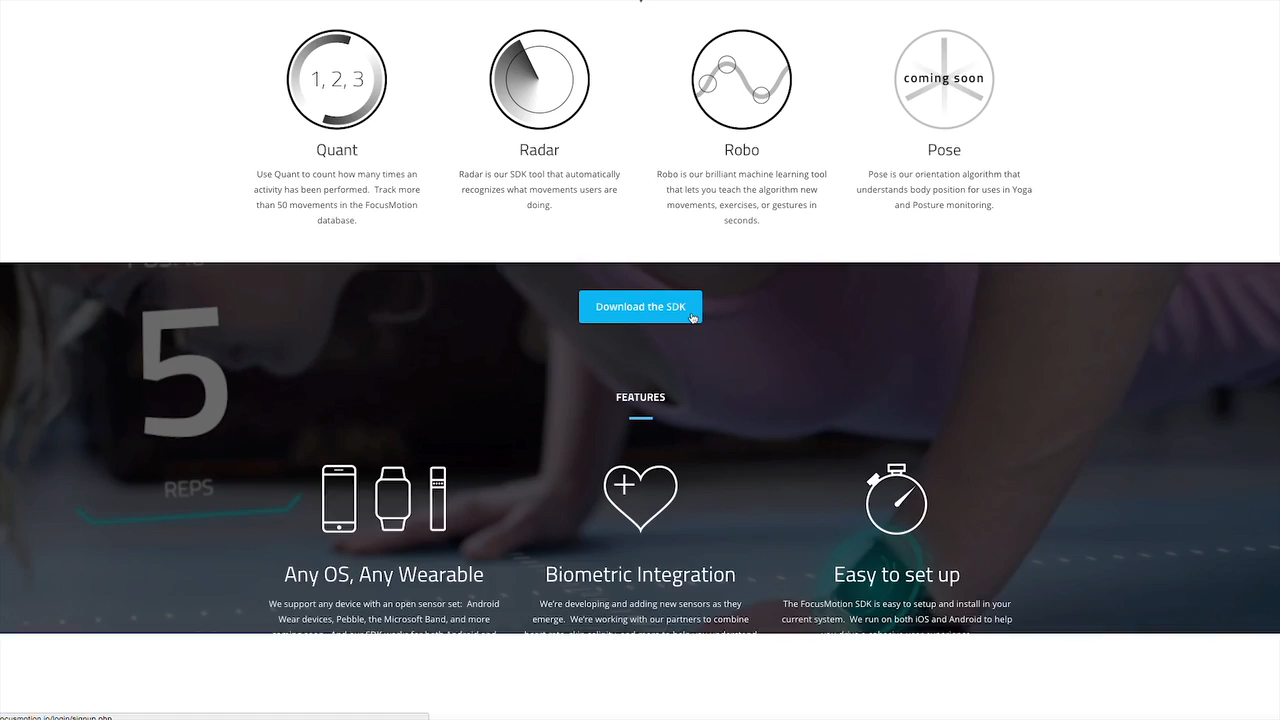 1, 2, 3
coming soon
Quant
Radar
Robo
Pose
Use Quant to count how many times an
activity has been performed. Track more
than 50 movements in the FocusMotion
database.
Radar is our SDK tool that automatically
recognizes what movements users are
doing.
Robo is our brilliant machine learning tool
that lets you teach the algorithm new
movements, exercises, or gestures in
seconds.
Pose is our orientation algorithm that
understands body position for uses in Yoga
and Posture monitoring.
5
REPS
Download the SDK
FEATURES
Any OS, Any Wearable
We support any device with an open sensor set: Android
Wear devices, Pebble, the Microsoft Band, and more
Biometric Integration
We're developing and adding new sensors as they
emerge. We're working with our partners to combine
Easy to set up
The FocusMotion SDK is easy to setup and install in your
current system. We run on both iOS and Android to help